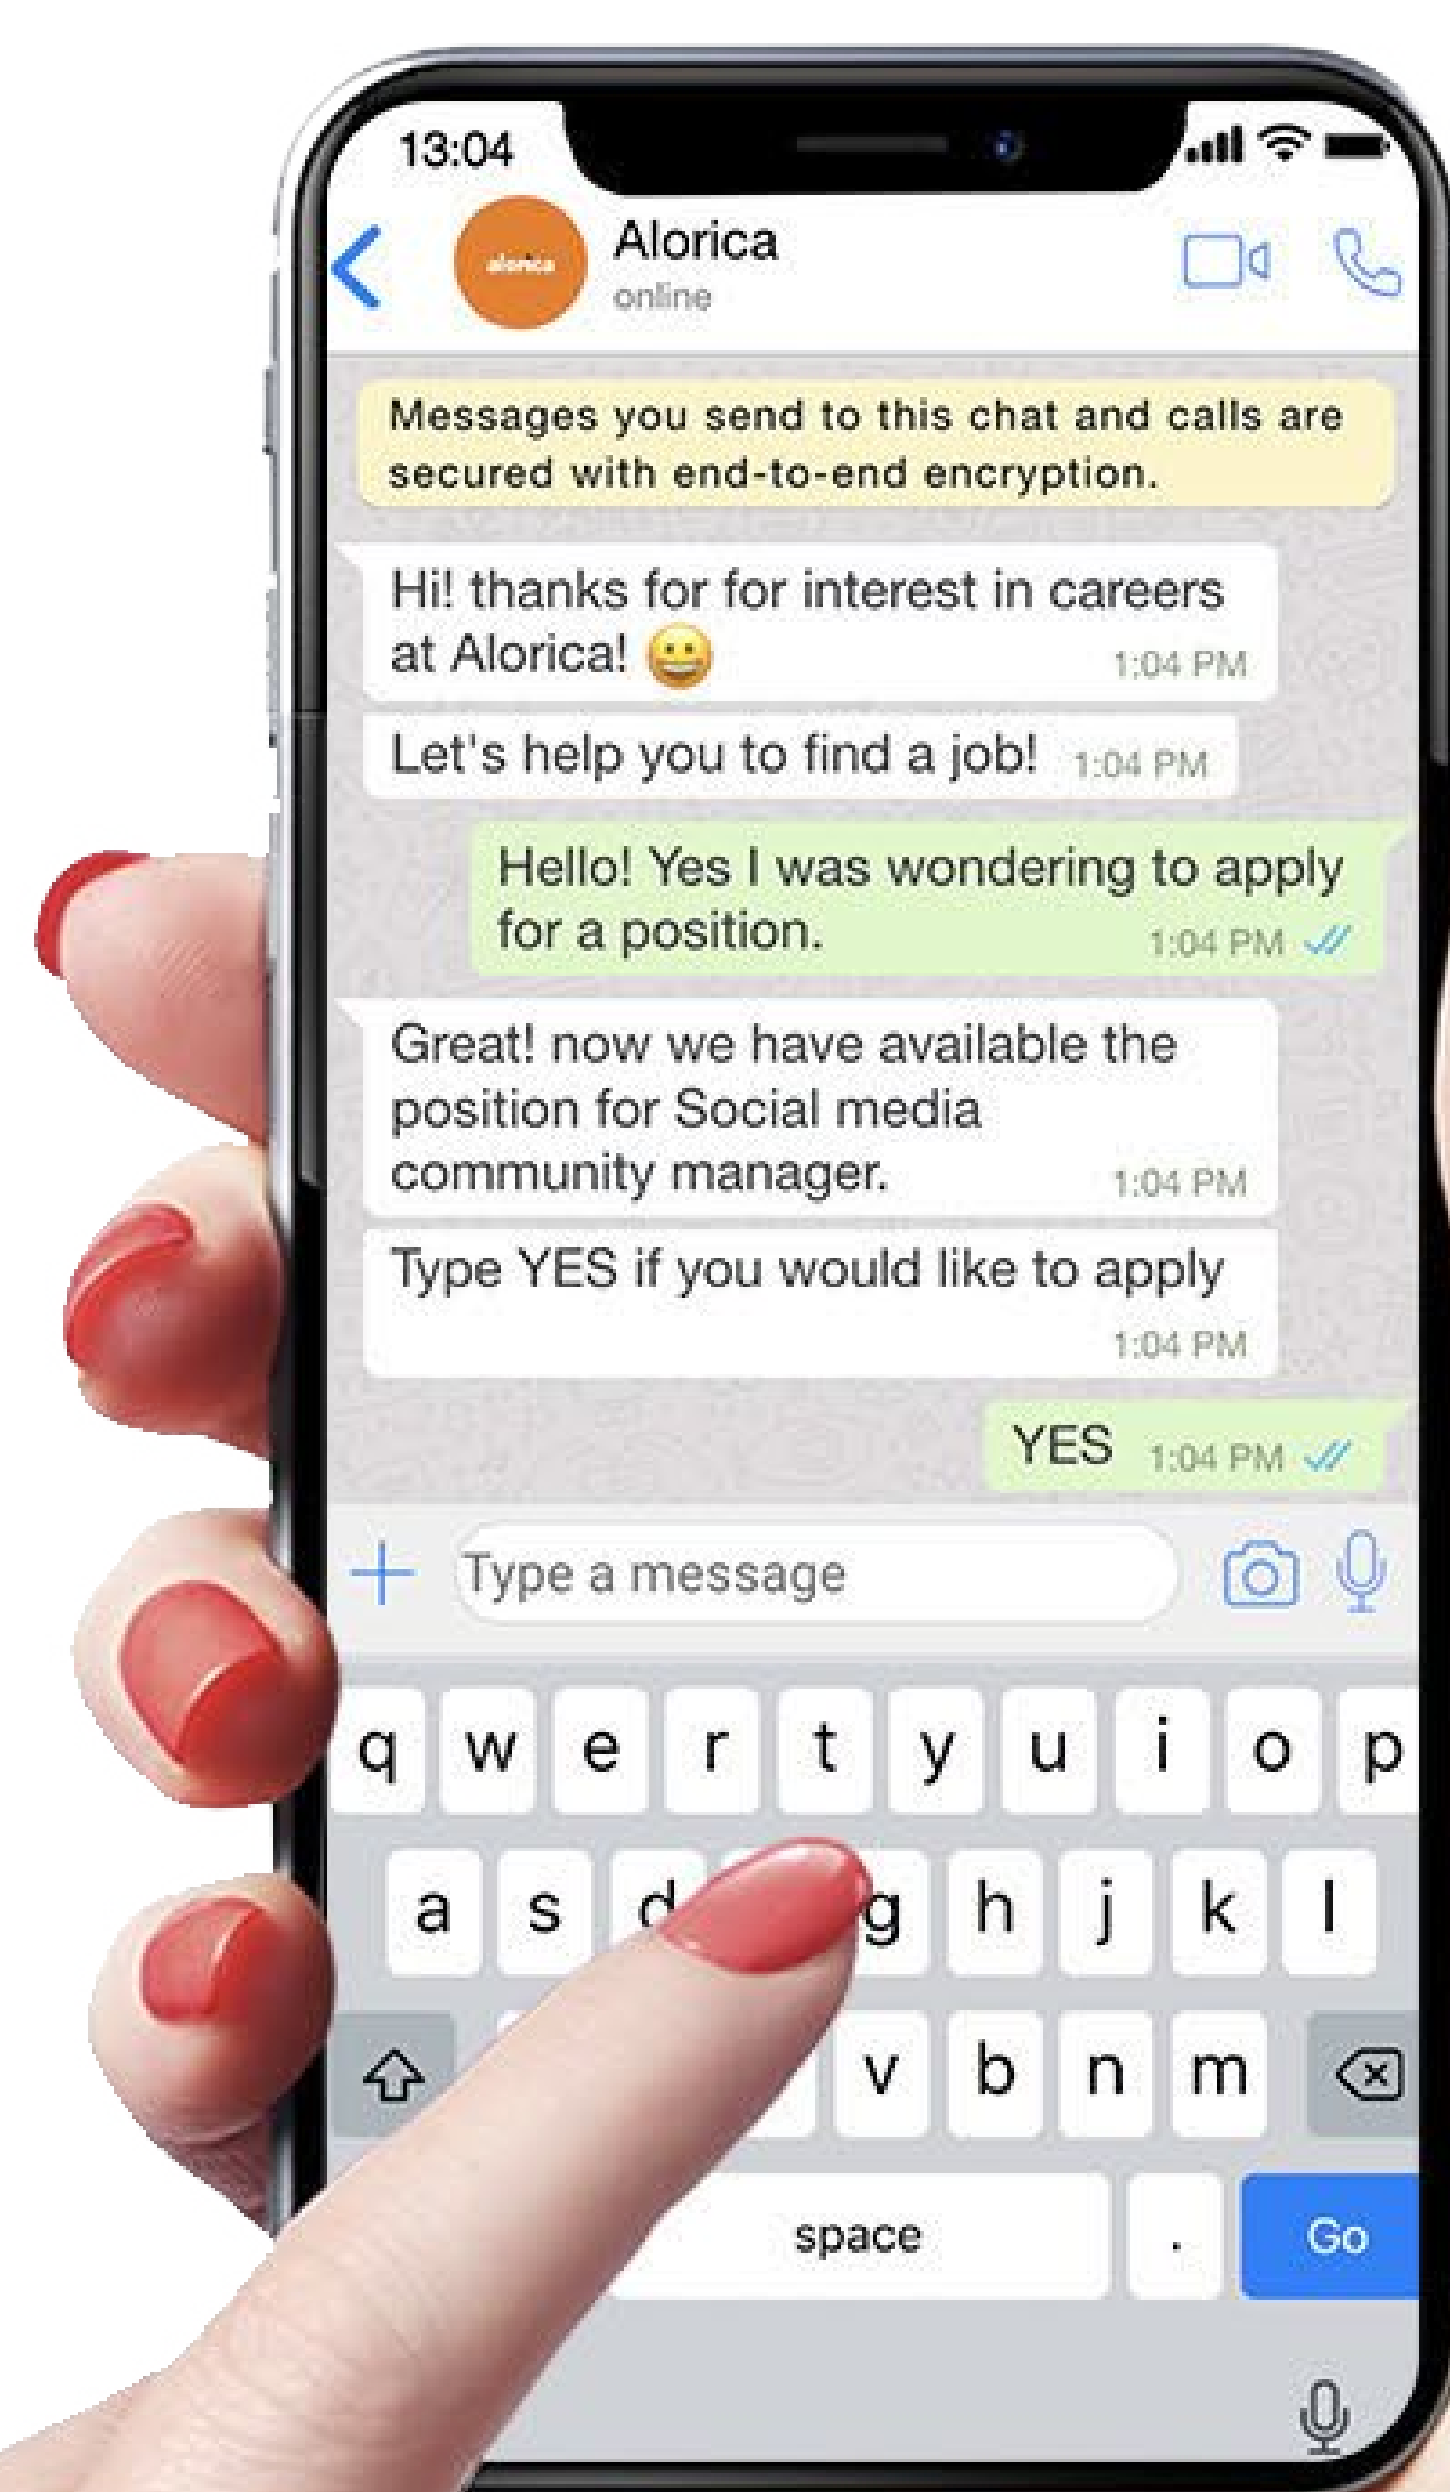 13:04
alorica
Alorica
online
Messages you send to this chat and calls are
secured with end-to-end encryption.
Hi! thanks for for interest in careers
at Alorica! 😀
1:04 PM
Let's help you to find a job! 1:04 PM
Hello! Yes I was wondering to apply
for a position. 1:04 PM
Great! now we have available the
position for Social media
community manager. 1:04 PM
Type YES if you would like to apply
1:04 PM
YES 1:04 PM
Type a message
q w e r t y u i o p
a s d g h j k l
v b n m
space . Go